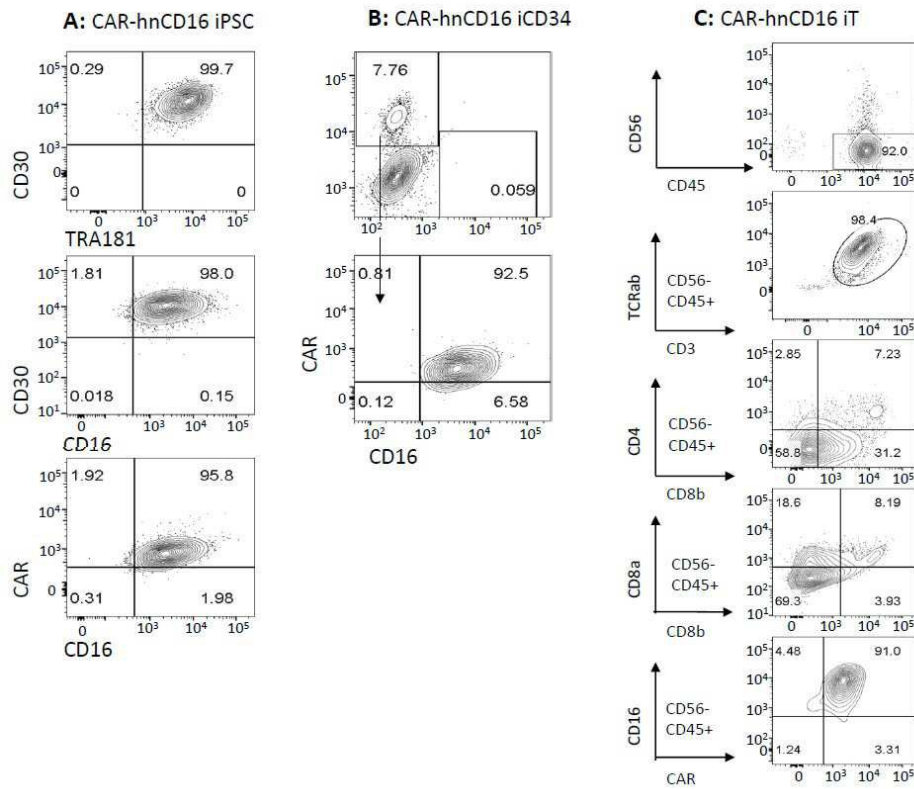 A: CAR-hnCD16 iPSC
0.29 99.7
10⁵
10⁴
10³
0
0 0
0 10³ 10⁴ 10⁵
CD30
TRA181
1.81 98.0
10⁵
10⁴
10³
10²
10¹
0.018 0.15
0 10³ 10⁴ 10⁵
CD30
CD16
1.92 95.8
10⁵
10⁴
10³
0
0.31 1.98
0 10³ 10⁴ 10⁵
CAR
CD16
B: CAR-hnCD16 iCD34
7.76
10⁵
10⁴
10³
0.059
10² 10³ 10⁴ 10⁵
0.81 92.5
10⁵
10⁴
10³
0
0.12 6.58
10² 10³ 10⁴ 10⁵
CAR
CD16
C: CAR-hnCD16 iT
10⁵
10⁴
10³
10²
0
92.0
0 10³ 10⁴ 10⁵
CD56
CD45
98.4
10⁵
10⁴
10³
0
0 10³ 10⁴ 10⁵
TCRab
CD56-
CD45+
CD3
2.85 7.23
10⁵
10⁴
10³
0
58.8 31.2
0 10³ 10⁴ 10⁵
CD4
CD56-
CD45+
CD8b
18.6 8.19
10⁵
10⁴
10³
10²
10¹
69.3 3.93
0 10³ 10⁴ 10⁵
CD8a
CD56-
CD45+
CD8b
4.48 91.0
10⁵
10⁴
10³
10²
0
1.24 3.31
0 10³ 10⁴ 10⁵
CD16
CD56-
CD45+
CAR